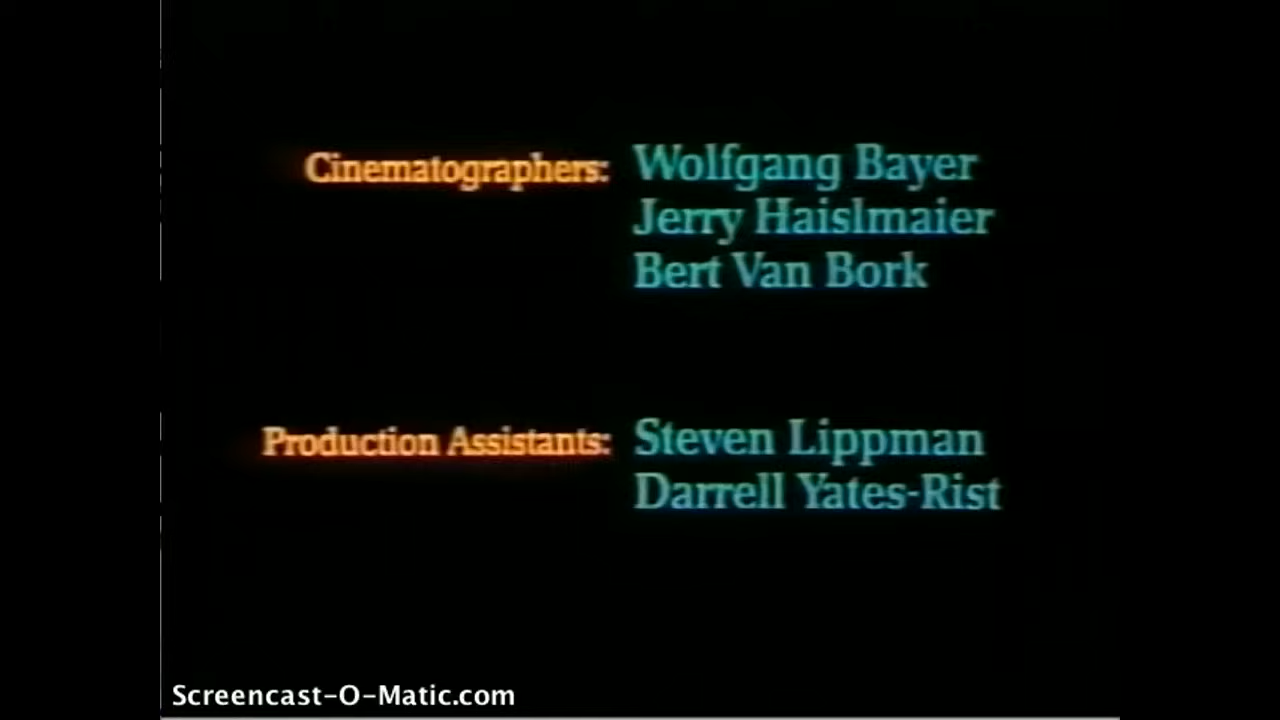 Cinematographers: Wolfgang Bayer
Jerry Haislmaier
Bert Van Bork
Production Assistants: Steven Lippman
Darrell Yates-Rist
Screencast-O-Matic.com